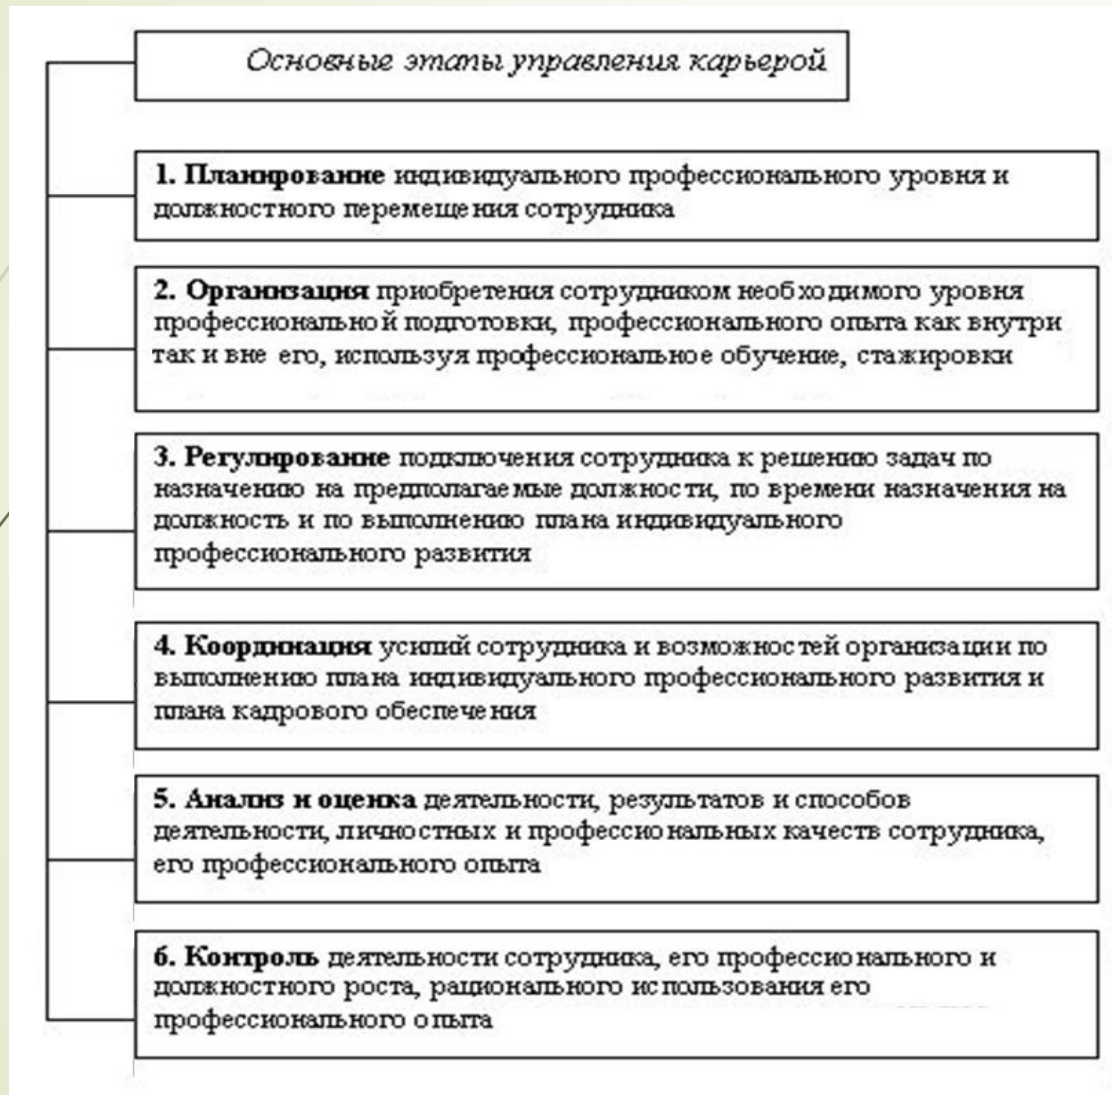 Основные этапы управления карьерой
1. Планирование индивидуального профессионального уровня и
должностного перемещения сотрудника
2. Организация приобретения сотрудником необходимого уровня
профессиональной подготовки, профессионального опыта как внутри
так и вне его, используя профессиональное обучение, стажировки
3. Регулирование подключения сотрудника к решению задач по
назначению на предполагаемые должности, по времени назначения на
должность и по выполнению плана индивидуального
профессионального развития
4. Координация усилий сотрудника и возможностей организации по
выполнению плана индивидуального профессионального развития и
плана кадрового обеспечения
5. Анализ и оценка деятельности, результатов и способов
деятельности, личностных и профессиональных качеств сотрудника,
его профессионального опыта
6. Контроль деятельности сотрудника, его профессионального и
должностного роста, рационального использования его
профессионального опыта